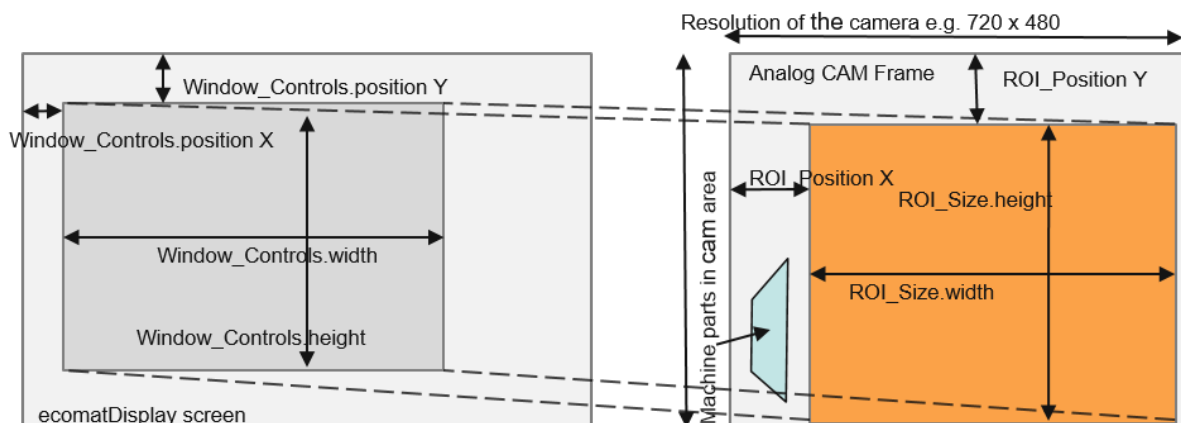 Resolution of the camera e.g. 720 x 480
Window_Controls.position Y
Window_Controls.position X
Window_Controls.width
Window_Controls.height
ecomatDisplay screen
Analog CAM Frame
ROI_Position Y
ROI_Position X
ROI_Size.height
ROI_Size.width
Machine parts in cam area